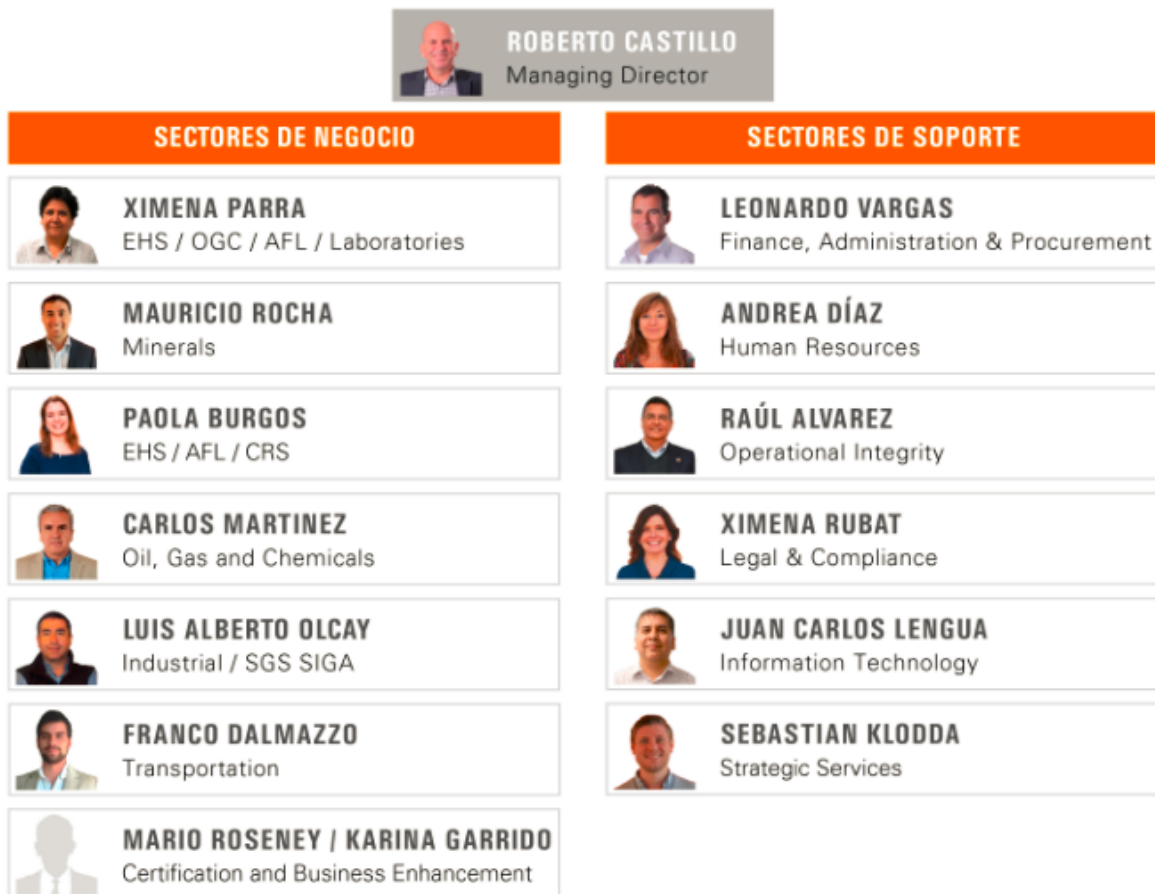 ROBERTO CASTILLO
Managing Director
SECTORES DE NEGOCIO
XIMENA PARRA
EHS / OGC / AFL / Laboratories
MAURICIO ROCHA
Minerals
PAOLA BURGOS
EHS / AFL / CRS
CARLOS MARTINEZ
Oil, Gas and Chemicals
LUIS ALBERTO OLCAY
Industrial / SGS SIGA
FRANCO DALMAZZO
Transportation
MARIO ROSENEY / KARINA GARRIDO
Certification and Business Enhancement
SECTORES DE SOPORTE
LEONARDO VARGAS
Finance, Administration & Procurement
ANDREA DÍAZ
Human Resources
RAÚL ALVAREZ
Operational Integrity
XIMENA RUBAT
Legal & Compliance
JUAN CARLOS LENGUA
Information Technology
SEBASTIAN KLODDA
Strategic Services